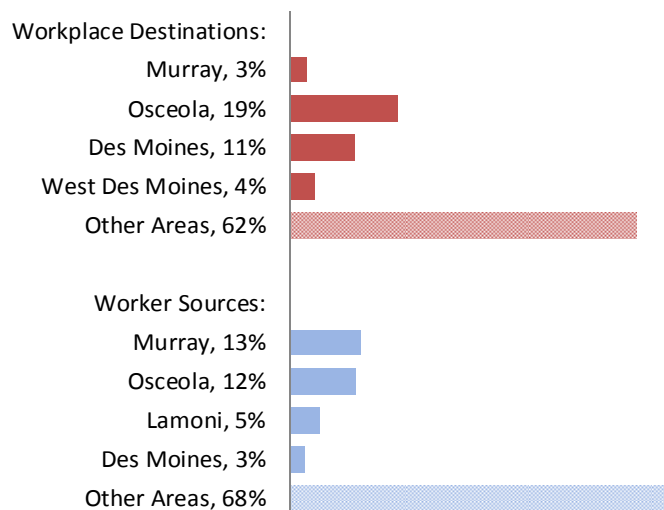 Workplace Destinations:
Murray, 3%
Osceola, 19%
Des Moines, 11%
West Des Moines, 4%
Other Areas, 62%
Worker Sources:
Murray, 13%
Osceola, 12%
Lamoni, 5%
Des Moines, 3%
Other Areas, 68%